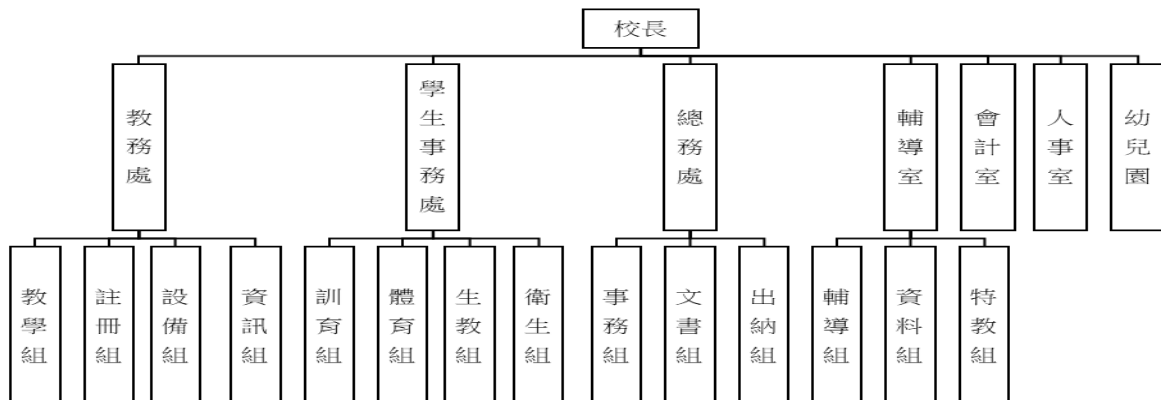 校長
教務處
學生事務處
總務處
輔導室
會計室
人事室
幼兒園
教學組
註冊組
設備組
資訊組
訓育組
體育組
生教組
衛生組
事務組
文書組
出納組
輔導組
資料組
特教組